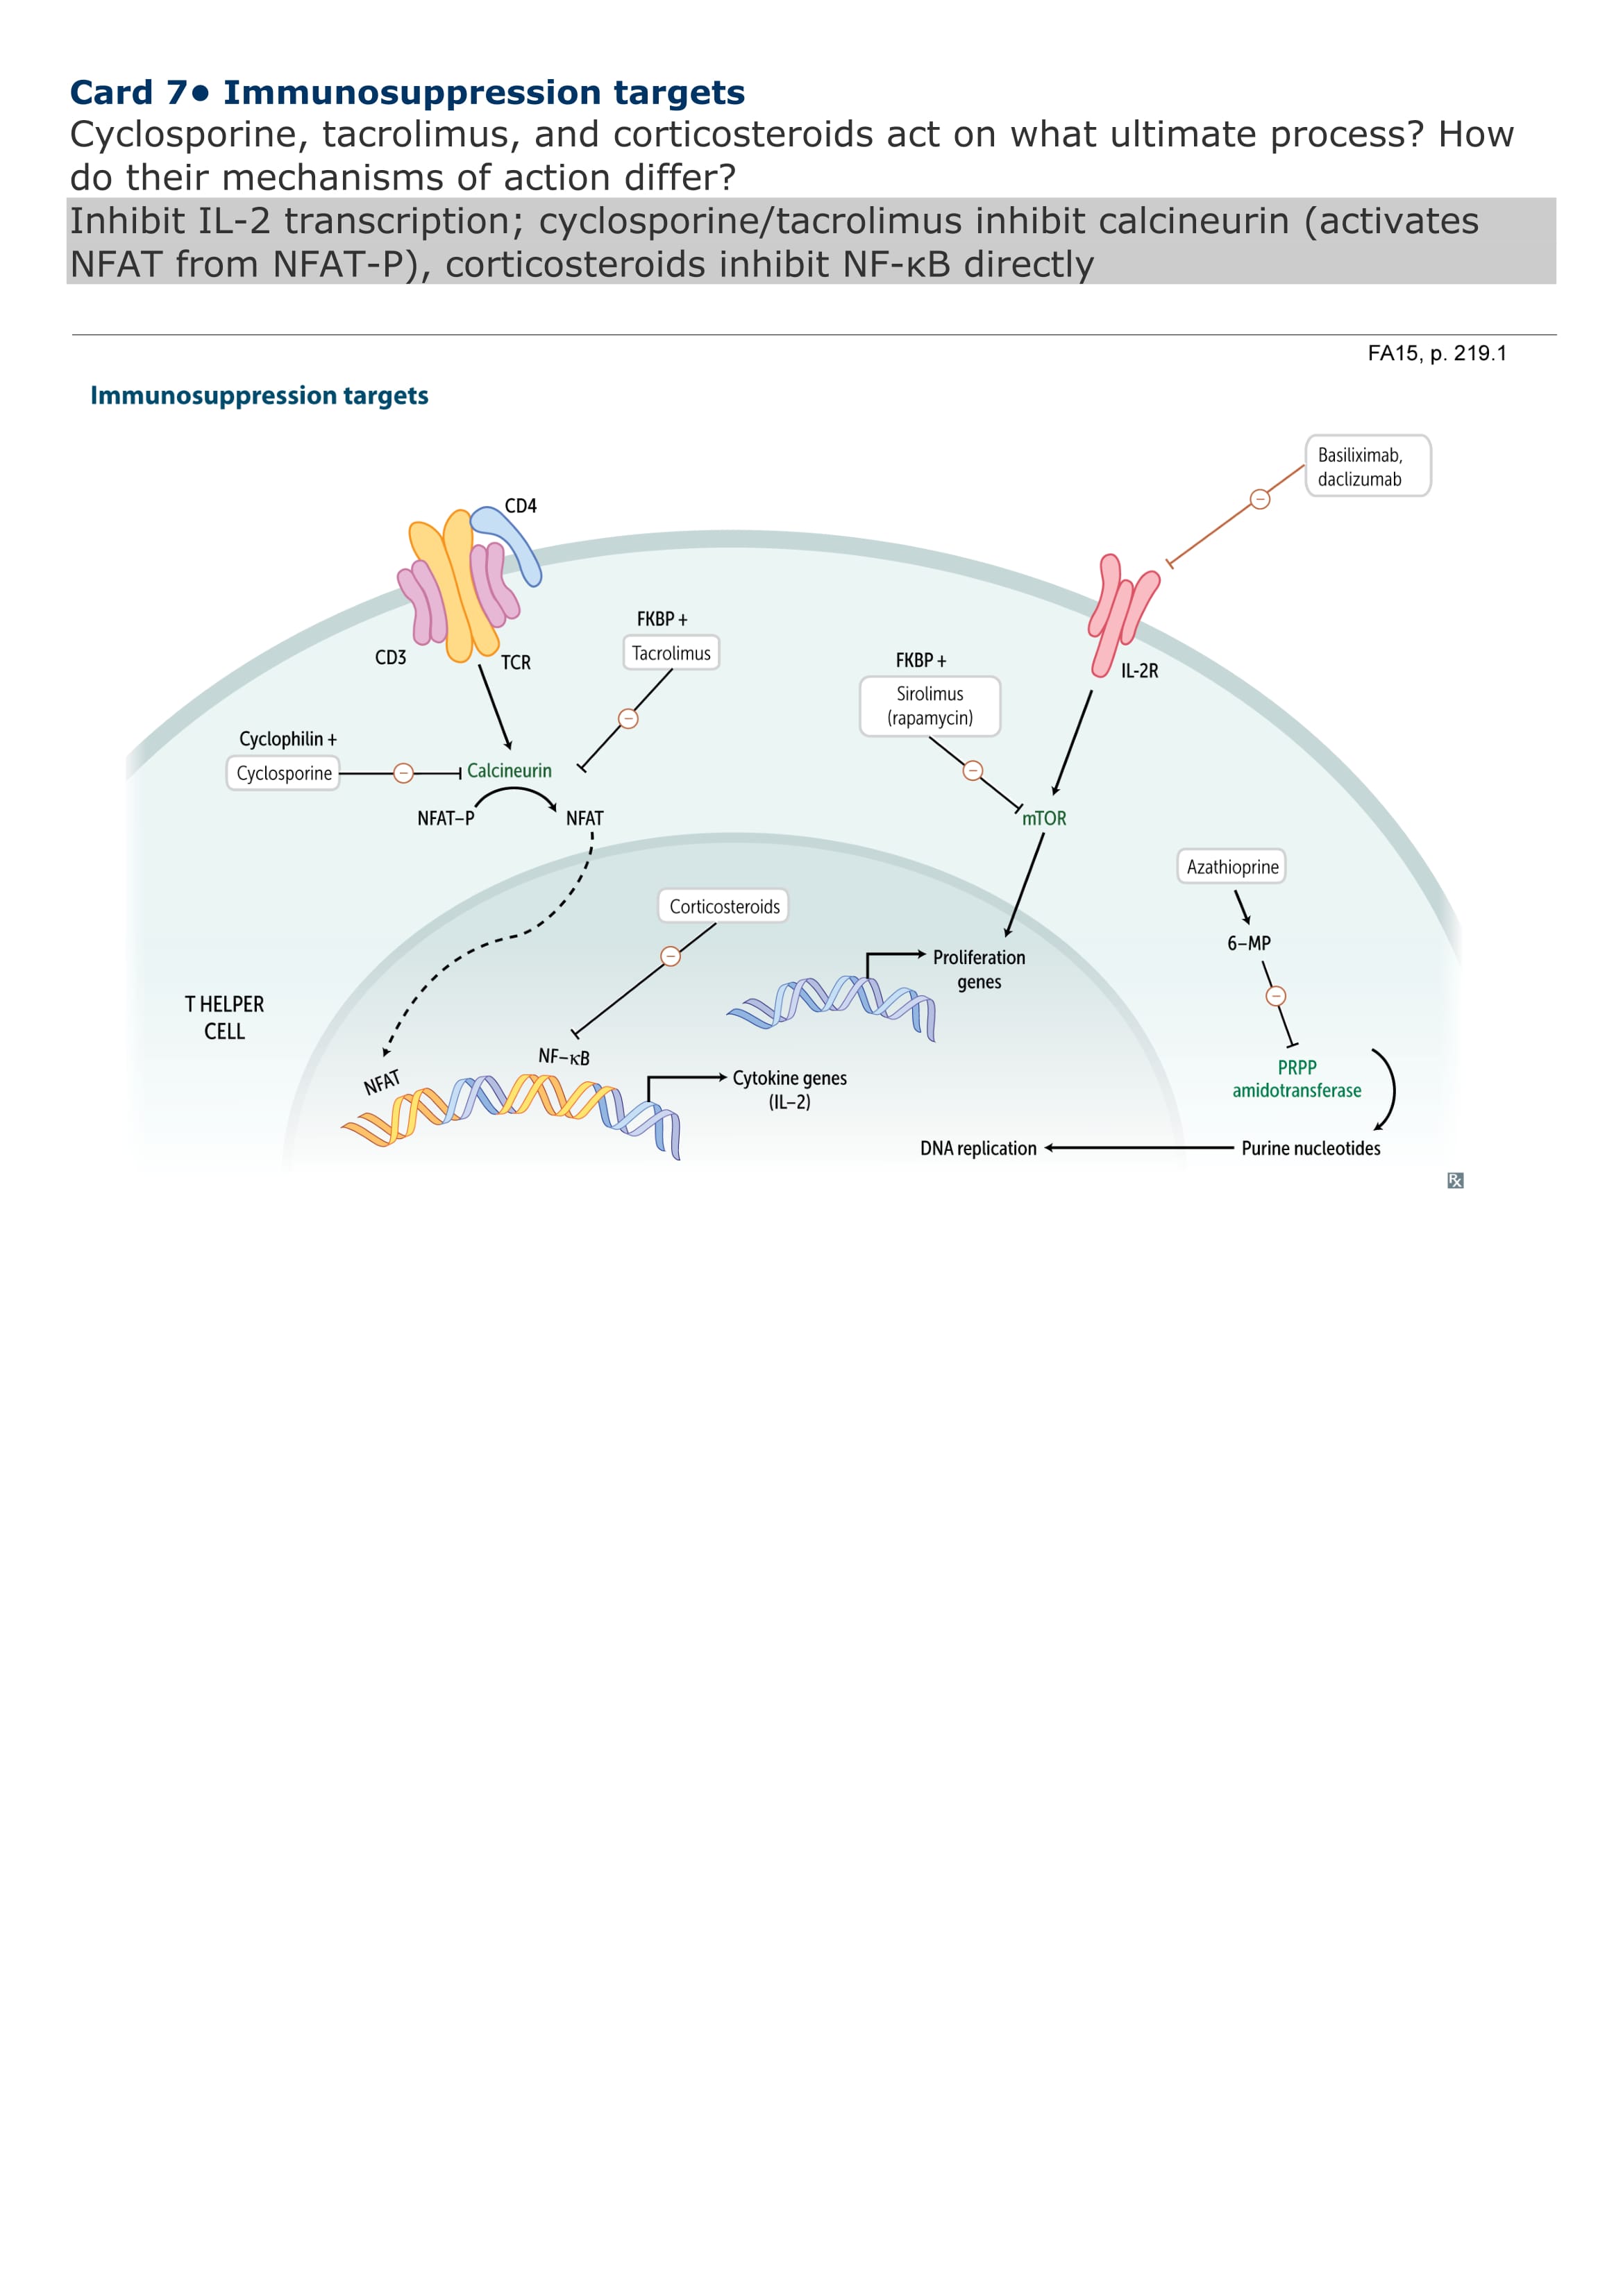 Card 7● Immunosuppression targets
Cyclosporine, tacrolimus, and corticosteroids act on what ultimate process? How
do their mechanisms of action differ?
Inhibit IL-2 transcription; cyclosporine/tacrolimus inhibit calcineurin (activates
NFAT from NFAT-P), corticosteroids inhibit NF-κB directly
FA15, p. 219.1
Immunosuppression targets
Basiliximab,
daclizumab
CD4
FKBP +
Tacrolimus
CD3
TCR
FKBP +
Sirolimus
(rapamycin)
IL-2R
Cyclophilin +
Cyclosporine
−
−
−
−
Calcineurin
NFAT–P
NFAT
mTOR
Azathioprine
Corticosteroids
−
6–MP
Proliferation
genes
−
T HELPER
CELL
NF–κB
NFAT
Cytokine genes
(IL–2)
PRPP
amidotransferase
DNA replication
Purine nucleotides
Rx